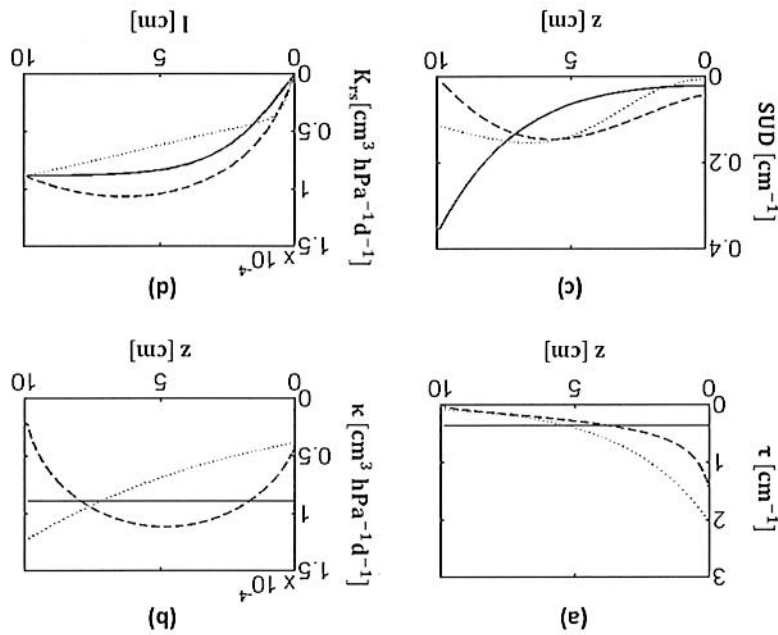 (a)
τ [cm⁻¹]
3
2
1
0
0 5 10
z [cm]
(b)
κ [cm³ hPa⁻¹d⁻¹]
× 10⁻⁴
1.5
1
0.5
0
0 5 10
z [cm]
(c)
SUD [cm⁻¹]
0.4
0.2
0
0 5 10
z [cm]
(d)
Kᵣₛ [cm³ hPa⁻¹d⁻¹]
× 10⁻⁴
1.5
1
0.5
0
0 5 10
l [cm]